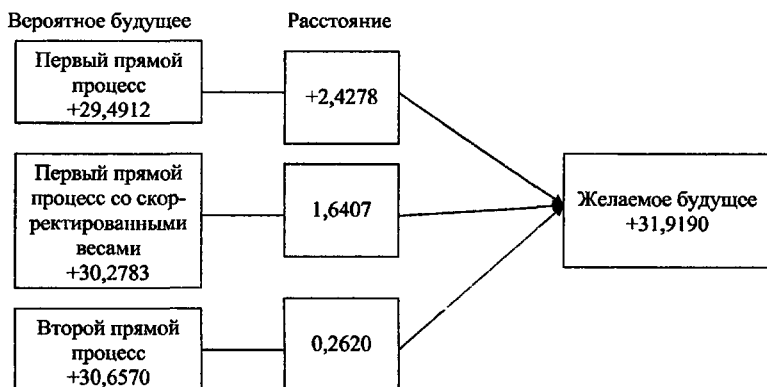 Вероятное будущее
Расстояние
Первый прямой
процесс
+29,4912
+2,4278
Первый прямой
процесс со скор-
ректированными
весами
+30,2783
1,6407
Желаемое будущее
+31,9190
Второй прямой
процесс
+30,6570
0,2620